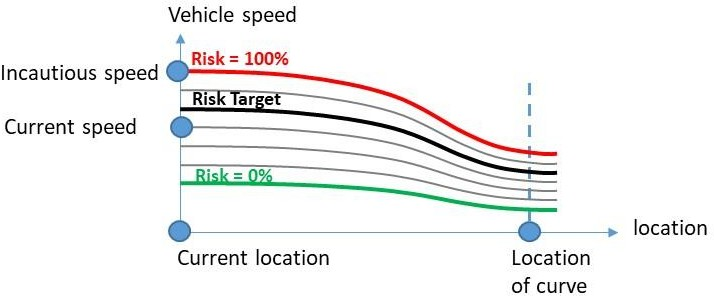 Vehicle speed
Risk = 100%
Incautious speed
Risk Target
Current speed
Risk = 0%
location
Current location
Location
of curve